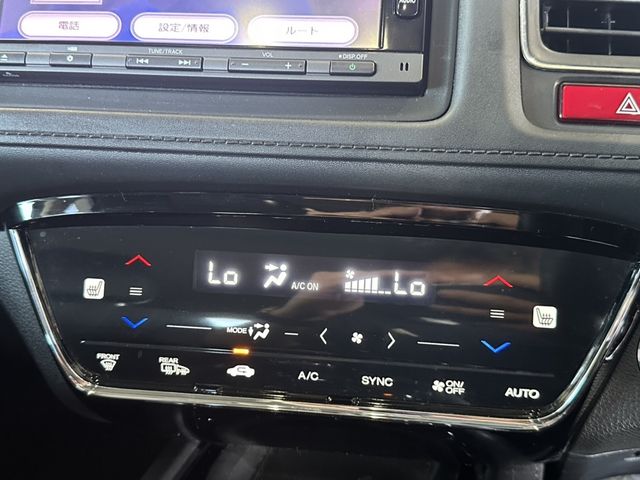 電話
設定/情報
ルート
AUDIO
TUNE/TRACK
VOL
✱DISP.OFF
Lo
A/C ON
Lo
MODE
FRONT
REAR
A/C
SYNC
ON/
OFF
AUTO